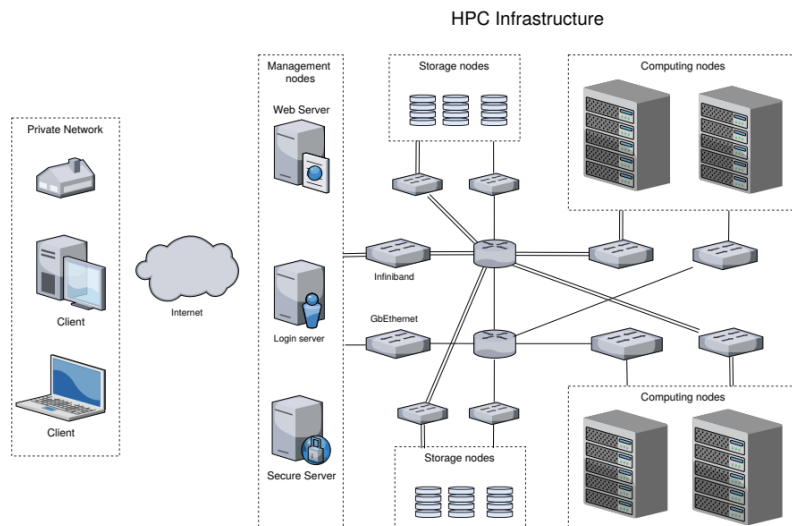 HPC Infrastructure
Management
nodes
Storage nodes
Computing nodes
Web Server
Private Network
Client
Internet
Infiniband
GbEthernet
Login server
Client
Secure Server
Storage nodes
Computing nodes